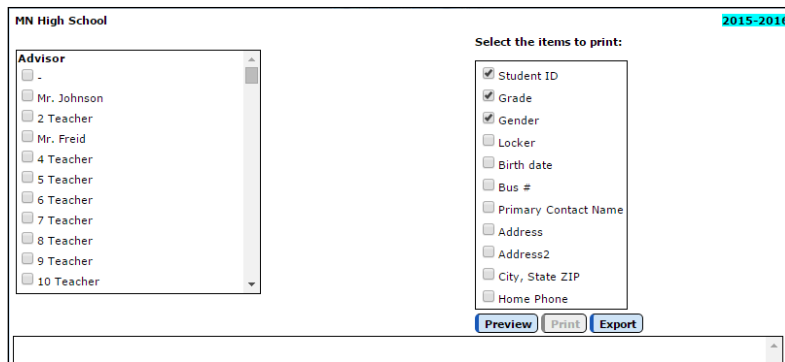 MN High School
2015-2016
Advisor
-
Mr. Johnson
2 Teacher
Mr. Freid
4 Teacher
5 Teacher
6 Teacher
7 Teacher
8 Teacher
9 Teacher
10 Teacher
Select the items to print:
Student ID
Grade
Gender
Locker
Birth date
Bus #
Primary Contact Name
Address
Address2
City, State ZIP
Home Phone
Preview Print Export